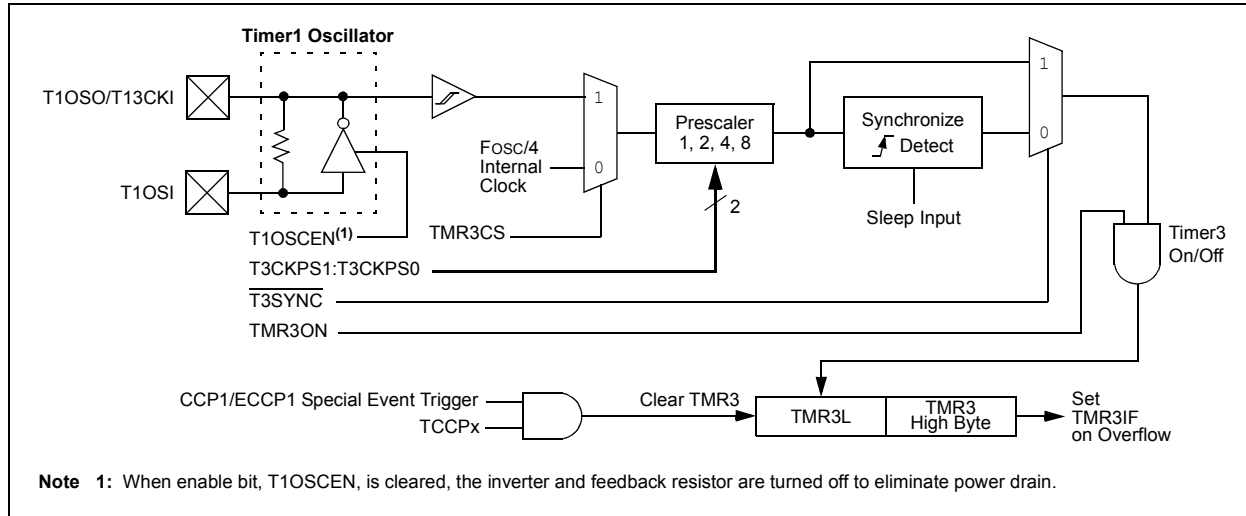 Timer1 Oscillator
T1OSO/T13CKI
T1OSI
1
FOSC/4
Internal
Clock
0
Prescaler
1, 2, 4, 8
2
Synchronize
Detect
Sleep Input
1
0
T1OSCEN(1)
TMR3CS
T3CKPS1:T3CKPS0
T3SYNC
TMR3ON
Timer3
On/Off
CCP1/ECCP1 Special Event Trigger
TCCPx
Clear TMR3
TMR3L
TMR3
High Byte
Set
TMR3IF
on Overflow
Note 1: When enable bit, T1OSCEN, is cleared, the inverter and feedback resistor are turned off to eliminate power drain.